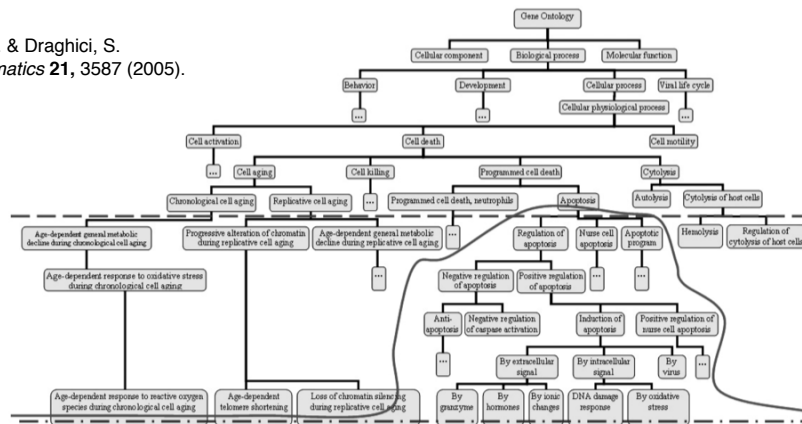 . & Draghici, S.
matics 21, 3587 (2005).
Gene Ontology
Cellular component
Biological process
Molecular function
Behavior
Development
Cellular process
Viral life cycle
...
...
Cellular physiological process
...
Cell activation
Cell death
Cell motility
...
Cell aging
Cell killing
Programmed cell death
Cytolysis
Chronological cell aging
Replicative cell aging
...
Programmed cell death, neutrophils
Apoptosis
Autolysis
Cytolysis of host cells
Age-dependent general metabolic
decline during chronological cell aging
Progressive alteration of chromatin
during replicative cell aging
Age-dependent general metabolic
decline during replicative cell aging
...
Regulation of
apoptosis
Nurse cell
apoptosis
Apoptotic
program
Hemolysis
Regulation of
cytolysis of host cells
Age-dependent response to oxidative stress
during chronological cell aging
...
Negative regulation
of apoptosis
Positive regulation
of apoptosis
...
...
Anti-
apoptosis
Negative regulation
of caspase activation
Induction of
apoptosis
Positive regulation of
nurse cell apoptosis
...
By extracellular
signal
By intracellular
signal
By
virus
...
Age-dependent response to reactive oxygen
species during chronological cell aging
Age-dependent
telomere shortening
Loss of chromatin silencing
during replicative cell aging
By
granzyme
By
hormones
By ionic
changes
DNA damage
response
By oxidative
stress